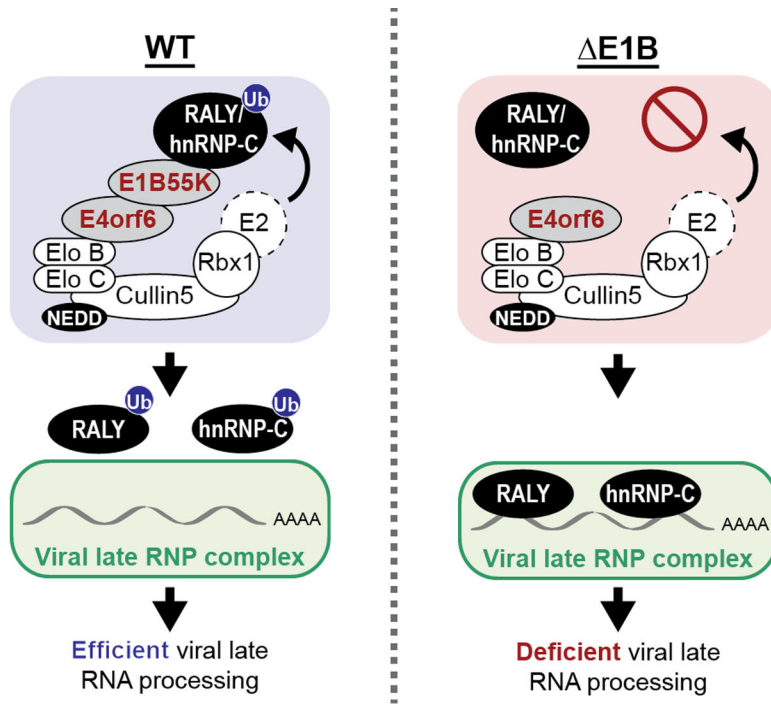 WT
Ub
RALY/
hnRNP-C
E1B55K
E4orf6
E2
Elo B
Rbx1
Elo C
Cullin5
NEDD
Ub
RALY
Ub
hnRNP-C
AAAA
Viral late RNP complex
Efficient viral late
RNA processing
ΔE1B
RALY/
hnRNP-C
E4orf6
E2
Elo B
Rbx1
Elo C
Cullin5
NEDD
RALY
hnRNP-C
AAAA
Viral late RNP complex
Deficient viral late
RNA processing